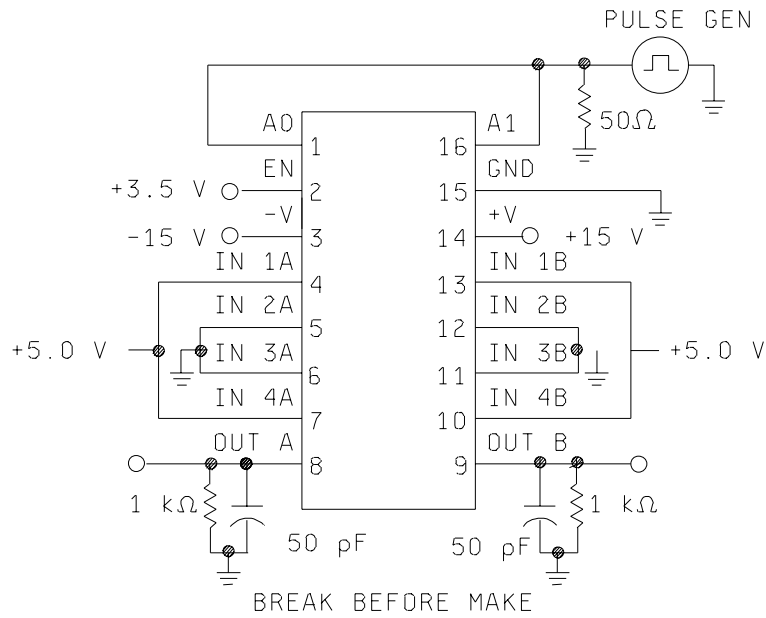 PULSE GEN
A0
A1
50Ω
1
16
EN
GND
+3.5 V
2
15
-V
+V
-15 V
3
14
+15 V
IN 1A
IN 1B
4
13
IN 2A
IN 2B
5
12
+5.0 V
IN 3A
IN 3B
+5.0 V
6
11
IN 4A
IN 4B
7
10
OUT A
OUT B
8
9
1 kΩ
1 kΩ
50 pF
50 pF
BREAK BEFORE MAKE